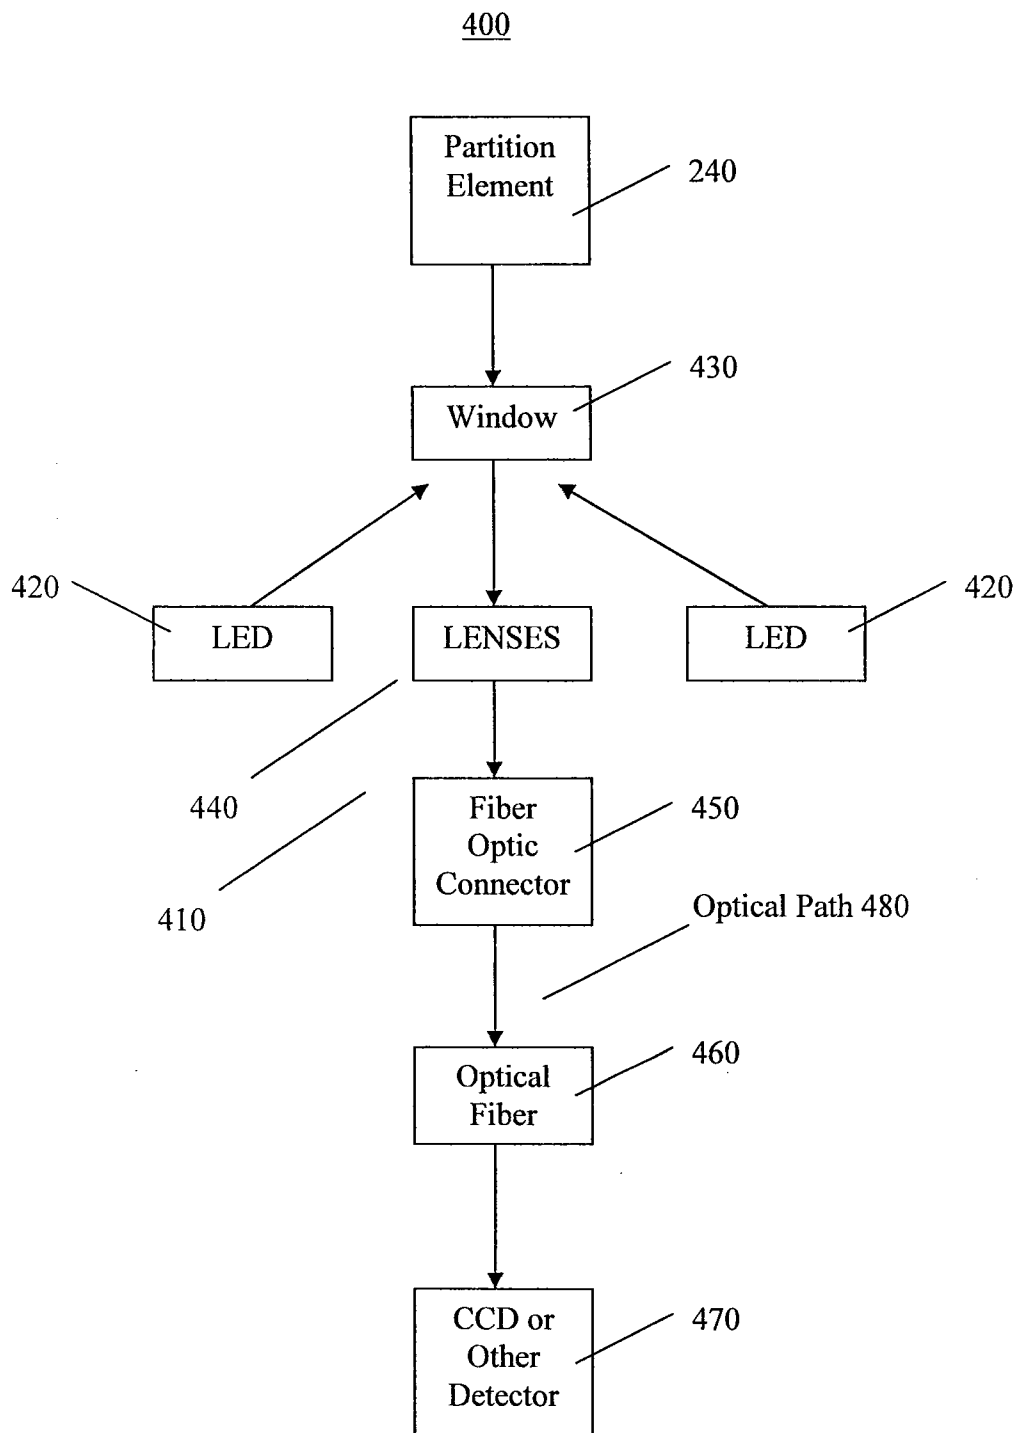 400
Partition
Element
240
430
Window
420
LED
LENSES
LED
420
440
410
Fiber
Optic
Connector
450
Optical Path 480
Optical
Fiber
460
CCD or
Other
Detector
470